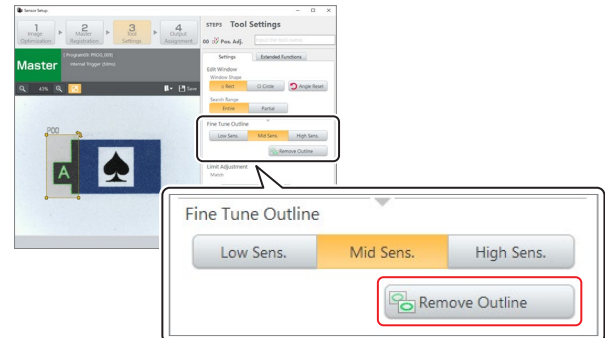 Sensor Setup
1 Image Optimization
2 Master Registration
3 Tool Settings
4 Output Assignment
STEP3 Tool Settings
00 Pos. Adj.
Master
Internal Trigger (50ms)
43%
Save
Settings
Extended Functions
Edit Window
Window Shape
Rect
Circle
Angle Reset
Search Range
Entire
Partial
Fine Tune Outline
Low Sens.
Mid Sens.
High Sens.
Remove Outline
Limit Adjustment
Match
P00
A
Fine Tune Outline
Low Sens.
Mid Sens.
High Sens.
Remove Outline